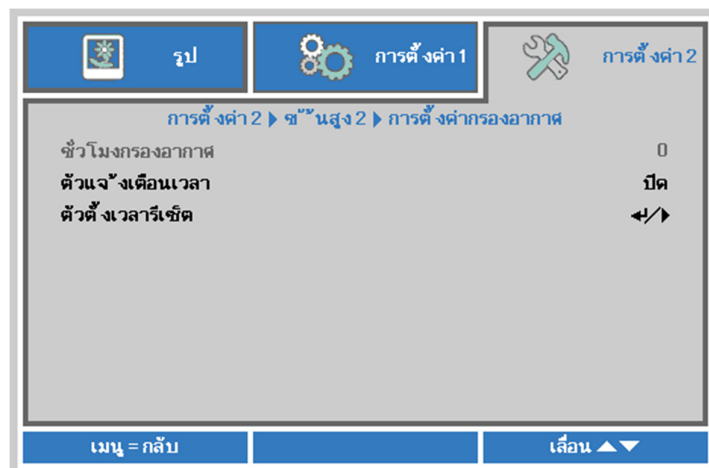 รูป
การตั้งค่า 1
การตั้งค่า 2
การตั้งค่า 2 ▶ ขั้นสูง 2 ▶ การตั้งค่ากรองอากาศ
ชั่วโมงกรองอากาศ 0
ตัวแจ้งเตือนเวลา ปิด
ตัวตั้งเวลารีเซ็ต ↵/▶
เมนู = กลับ
เลื่อน ▲▼